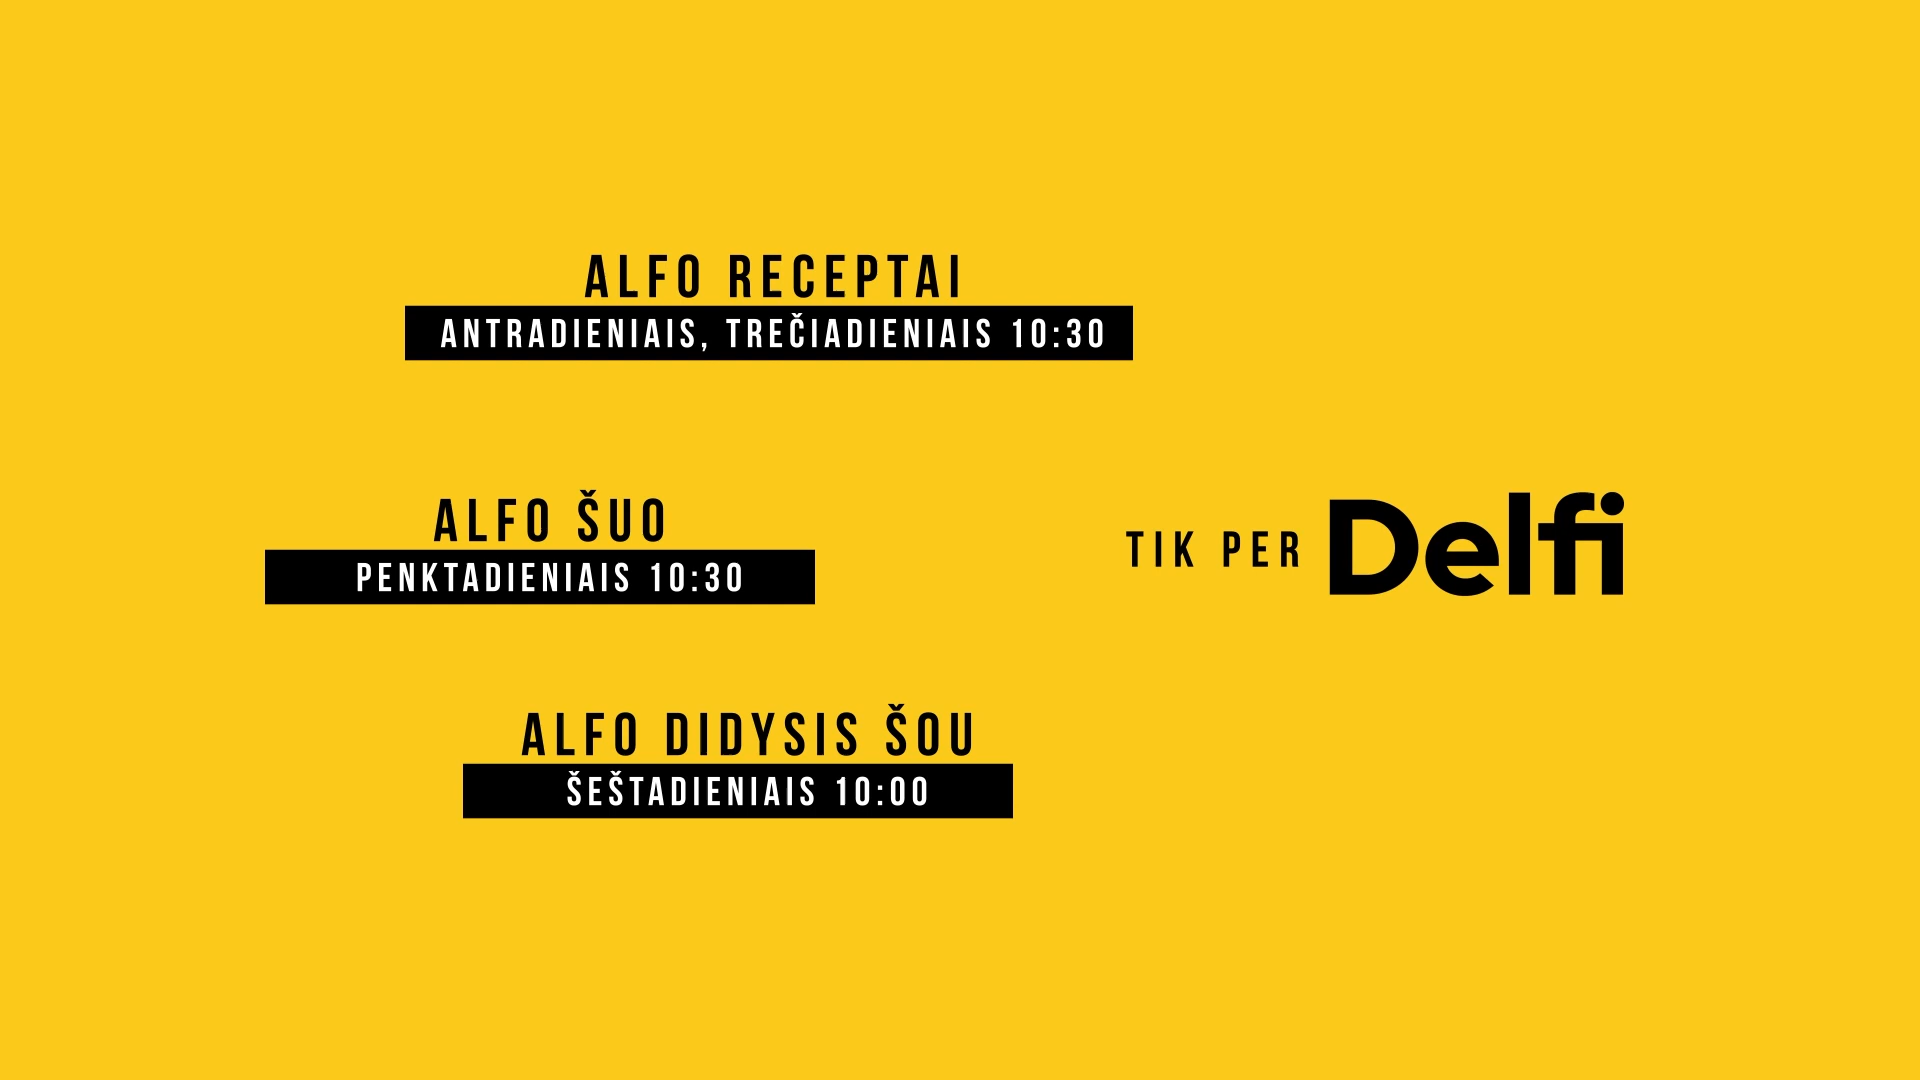 ALFO RECEPTAI
ANTRADIENIAIS, TREČIADIENIAIS 10:30
ALFO ŠUO
PENKTADIENIAIS 10:30
ALFO DIDYSIS ŠOU
ŠEŠTADIENIAIS 10:00
TIK PER Delfi